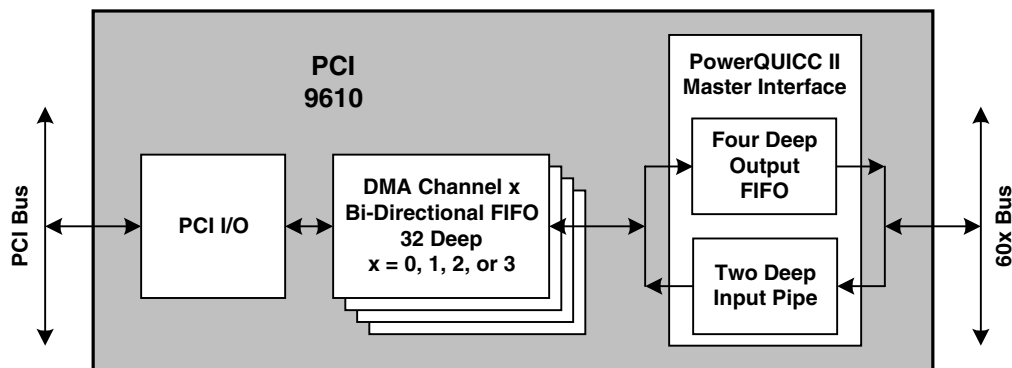 PCI
9610
PowerQUICC II
Master Interface
PCI Bus
PCI I/O
DMA Channel x
Bi-Directional FIFO
32 Deep
x = 0, 1, 2, or 3
Four Deep
Output
FIFO
Two Deep
Input Pipe
60x Bus